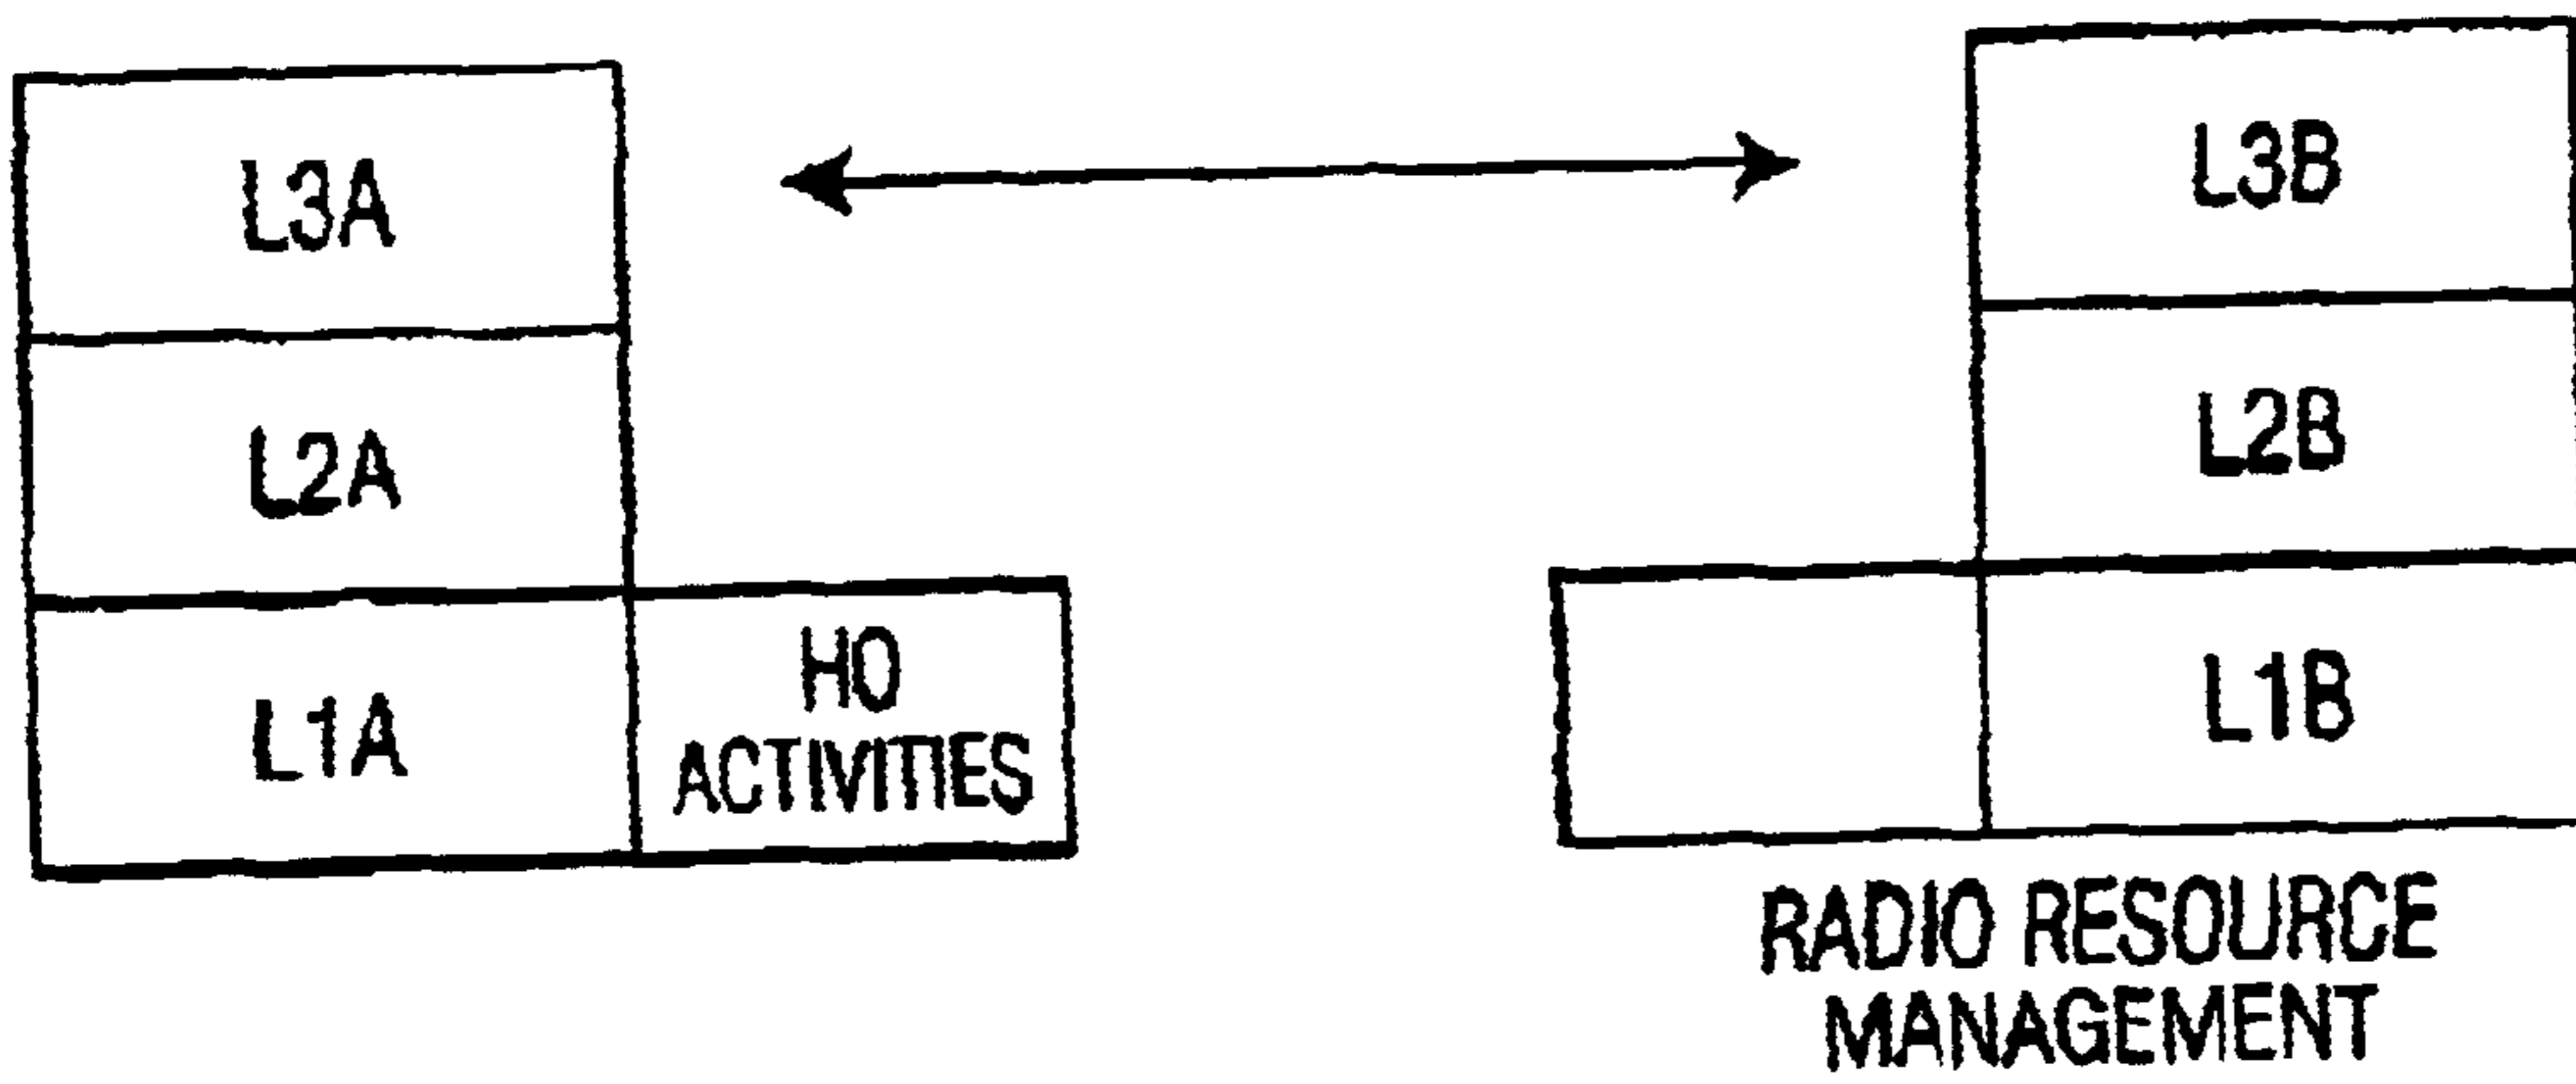 L3A
L2A
L1A
HO
ACTIVITIES
L3B
L2B
L1B
RADIO RESOURCE
MANAGEMENT